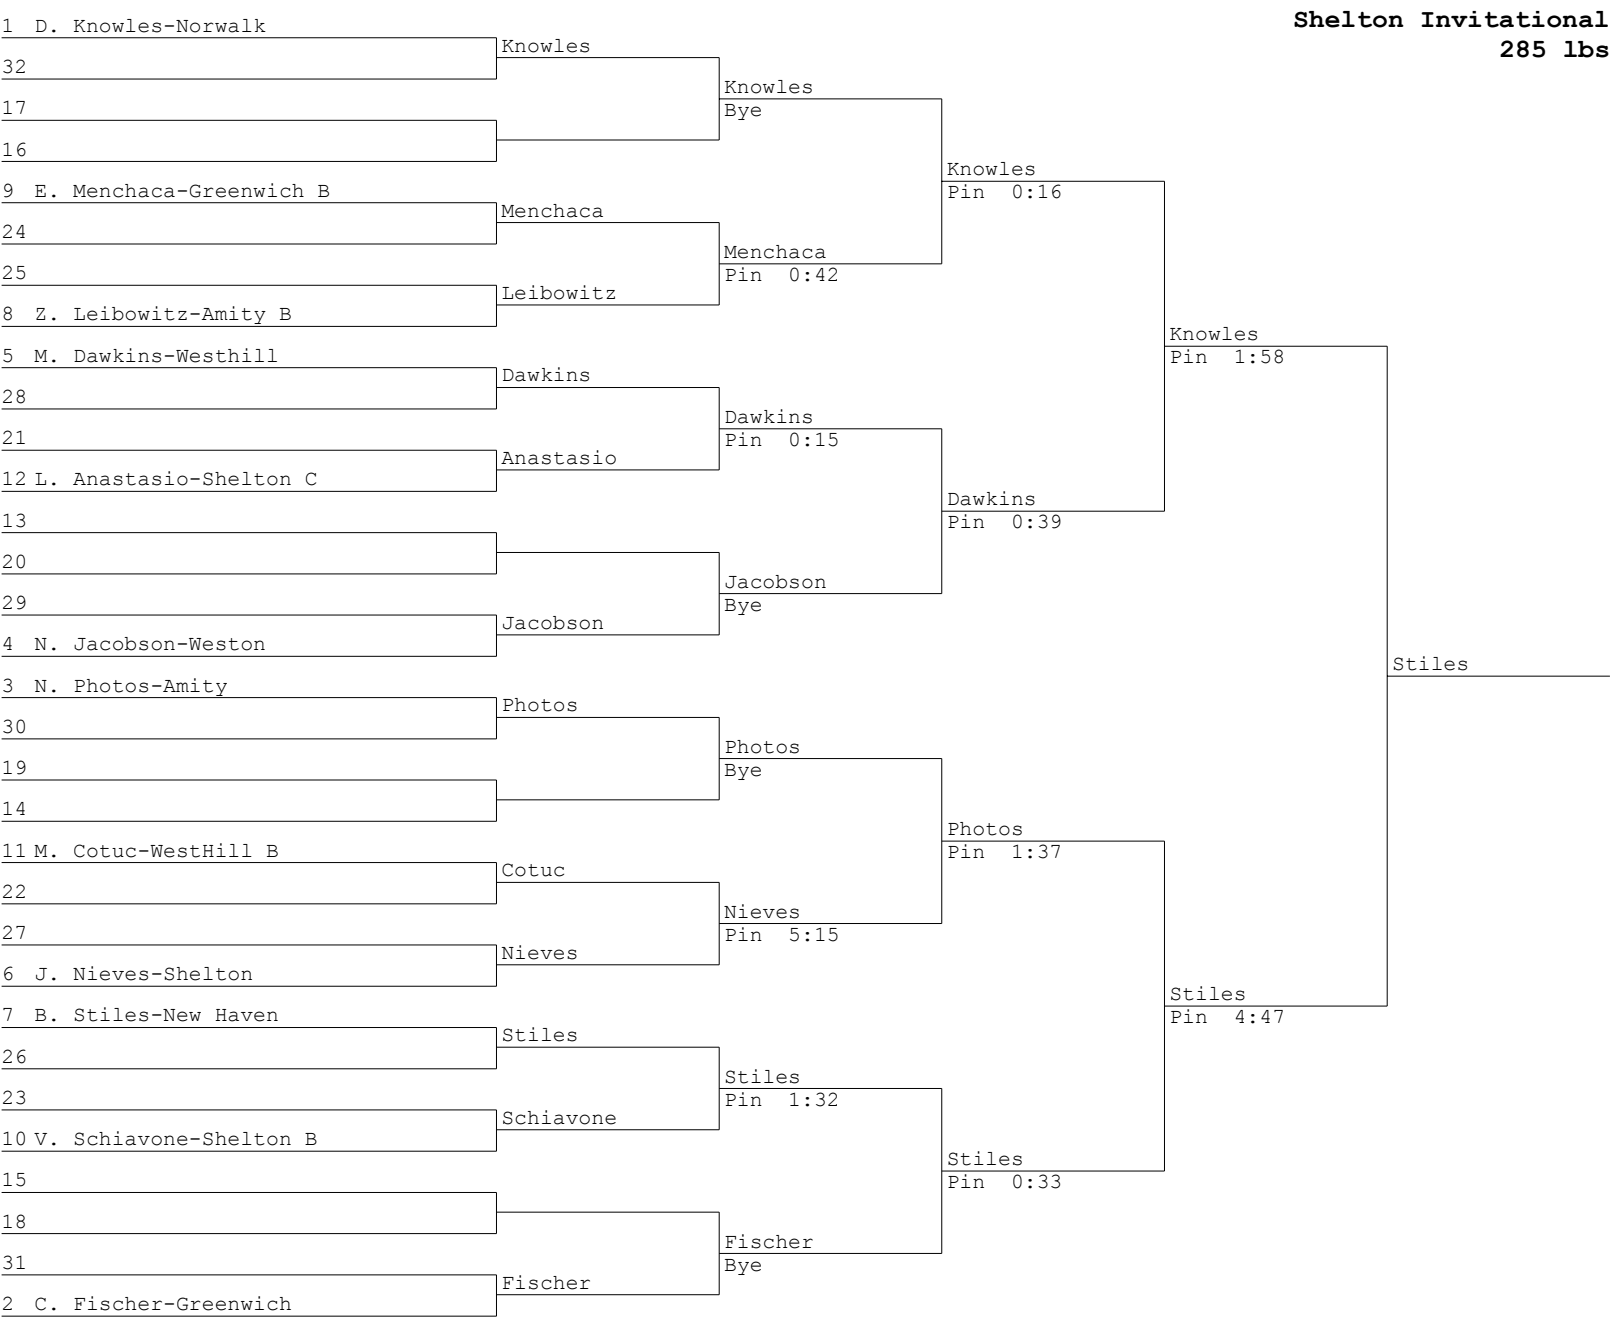 Shelton Invitational
285 lbs
1 D. Knowles-Norwalk
32
17
16
9 E. Menchaca-Greenwich B
24
25
8 Z. Leibowitz-Amity B
5 M. Dawkins-Westhill
28
21
12 L. Anastasio-Shelton C
13
20
29
4 N. Jacobson-Weston
3 N. Photos-Amity
30
19
14
11 M. Cotuc-WestHill B
22
27
6 J. Nieves-Shelton
7 B. Stiles-New Haven
26
23
10 V. Schiavone-Shelton B
15
18
31
2 C. Fischer-Greenwich
Knowles
Menchaca
Leibowitz
Dawkins
Anastasio
Jacobson
Photos
Cotuc
Nieves
Stiles
Schiavone
Fischer
Knowles
Bye
Menchaca
Pin 0:42
Dawkins
Pin 0:15
Jacobson
Bye
Photos
Bye
Nieves
Pin 5:15
Stiles
Pin 1:32
Fischer
Bye
Knowles
Pin 0:16
Dawkins
Pin 0:39
Photos
Pin 1:37
Stiles
Pin 0:33
Knowles
Pin 1:58
Stiles
Pin 4:47
Stiles